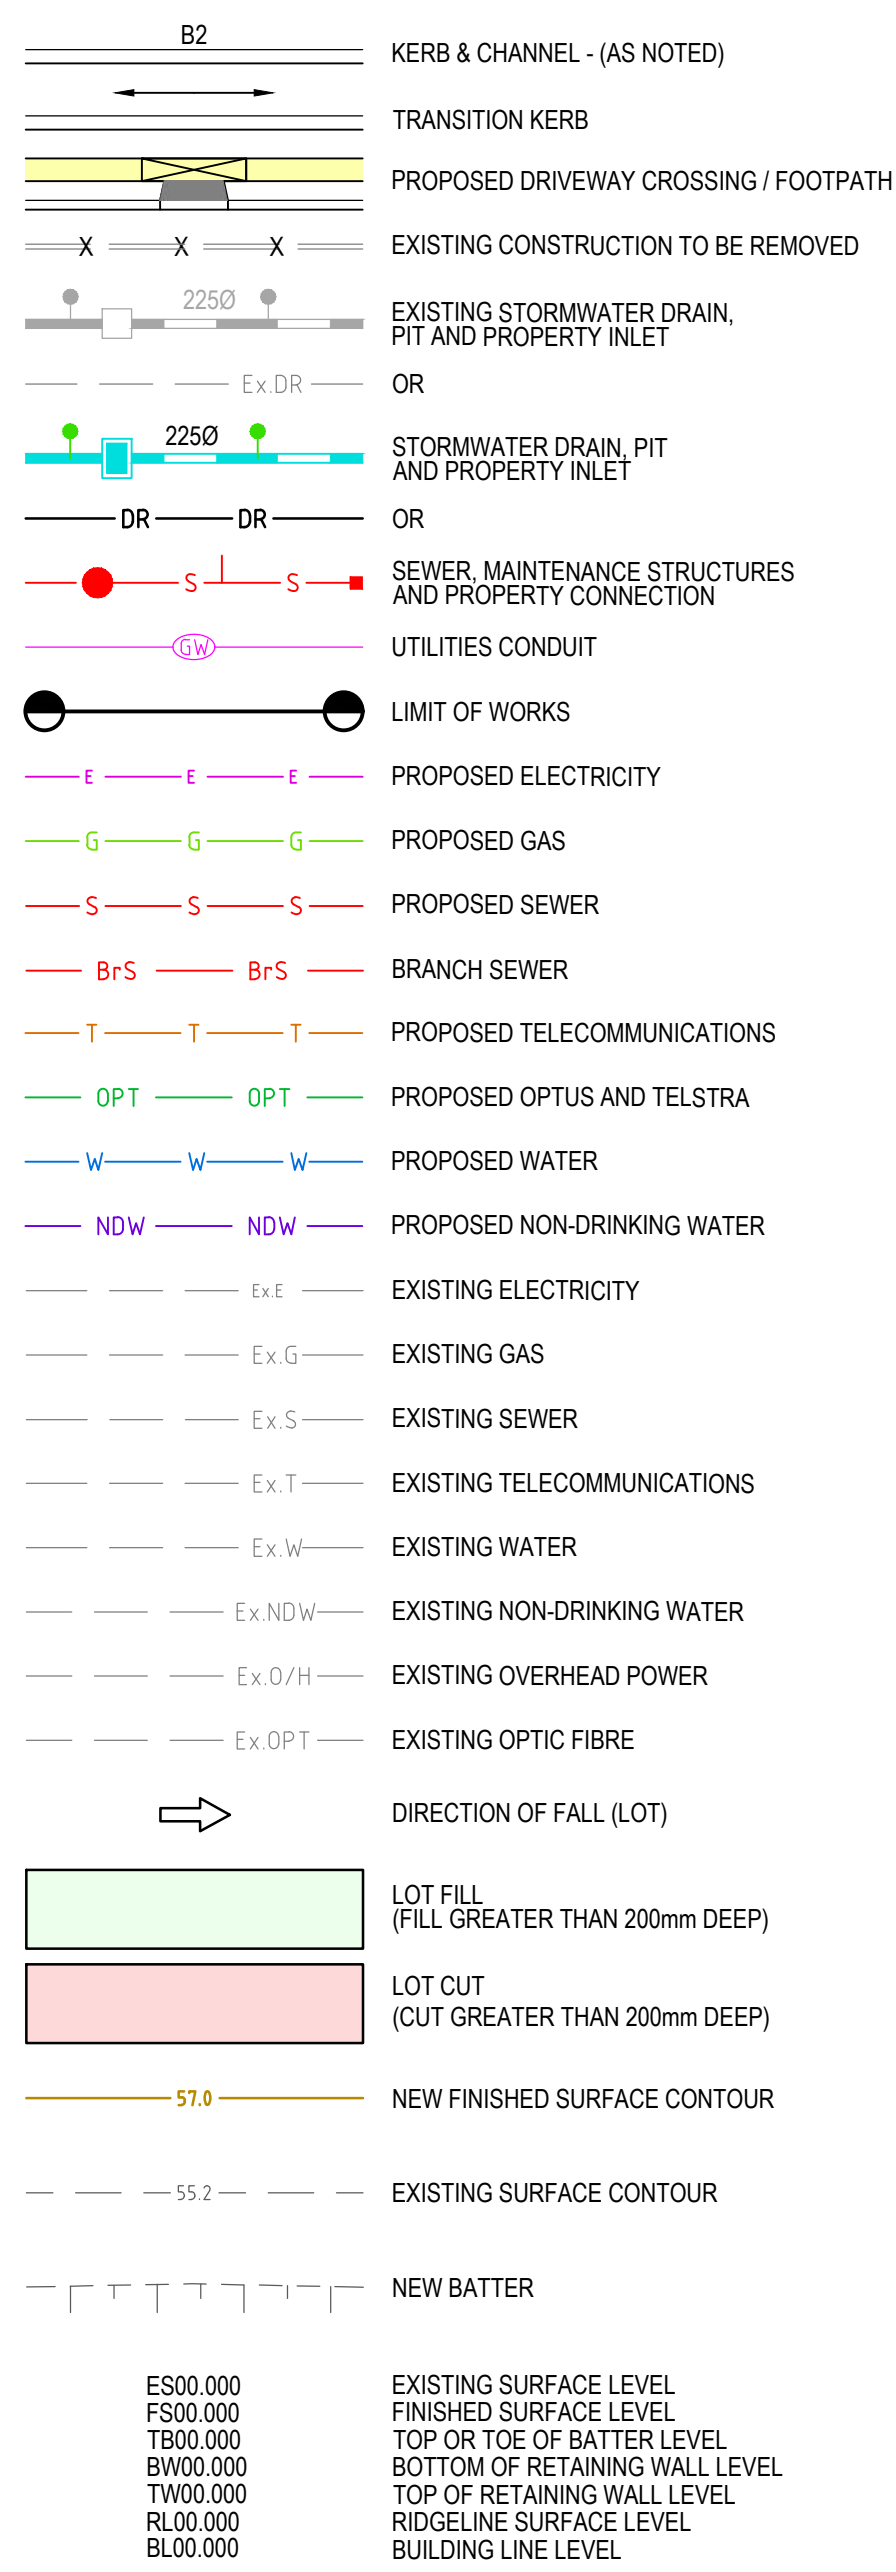 B2
KERB & CHANNEL - (AS NOTED)
TRANSITION KERB
PROPOSED DRIVEWAY CROSSING / FOOTPATH
X X X EXISTING CONSTRUCTION TO BE REMOVED
225Ø
EXISTING STORMWATER DRAIN,
PIT AND PROPERTY INLET
Ex.DR OR
225Ø
STORMWATER DRAIN, PIT
AND PROPERTY INLET
DR DR OR
S S
SEWER, MAINTENANCE STRUCTURES
AND PROPERTY CONNECTION
GW UTILITIES CONDUIT
LIMIT OF WORKS
E E E PROPOSED ELECTRICITY
G G G PROPOSED GAS
S S S PROPOSED SEWER
BrS BrS BRANCH SEWER
T T T PROPOSED TELECOMMUNICATIONS
OPT OPT PROPOSED OPTUS AND TELSTRA
W W W PROPOSED WATER
NDW NDW PROPOSED NON-DRINKING WATER
Ex.E EXISTING ELECTRICITY
Ex.G EXISTING GAS
Ex.S EXISTING SEWER
Ex.T EXISTING TELECOMMUNICATIONS
Ex.W EXISTING WATER
Ex.NDW EXISTING NON-DRINKING WATER
Ex.O/H EXISTING OVERHEAD POWER
Ex.OPT EXISTING OPTIC FIBRE
DIRECTION OF FALL (LOT)
LOT FILL
(FILL GREATER THAN 200mm DEEP)
LOT CUT
(CUT GREATER THAN 200mm DEEP)
57.0 NEW FINISHED SURFACE CONTOUR
55.2 EXISTING SURFACE CONTOUR
NEW BATTER
ES00.000 EXISTING SURFACE LEVEL
FS00.000 FINISHED SURFACE LEVEL
TB00.000 TOP OR TOE OF BATTER LEVEL
BW00.000 BOTTOM OF RETAINING WALL LEVEL
TW00.000 TOP OF RETAINING WALL LEVEL
RL00.000 RIDGELINE SURFACE LEVEL
BL00.000 BUILDING LINE LEVEL